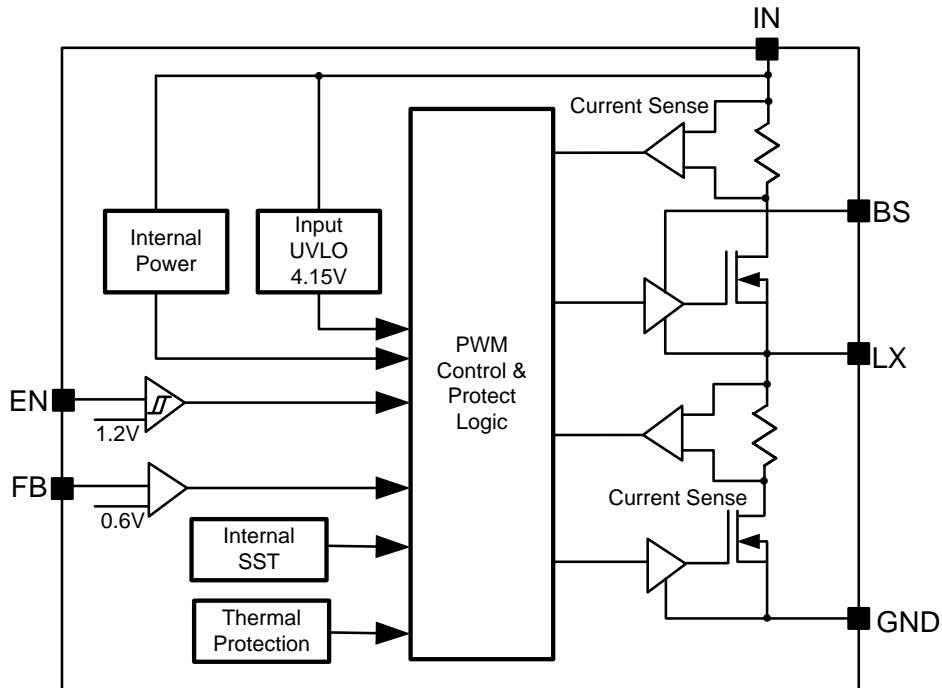 IN
Current Sense
BS
Internal
Power
Input
UVLO
4.15V
PWM
Control &
Protect
Logic
LX
EN
1.2V
FB
0.6V
Current Sense
Internal
SST
Thermal
Protection
GND